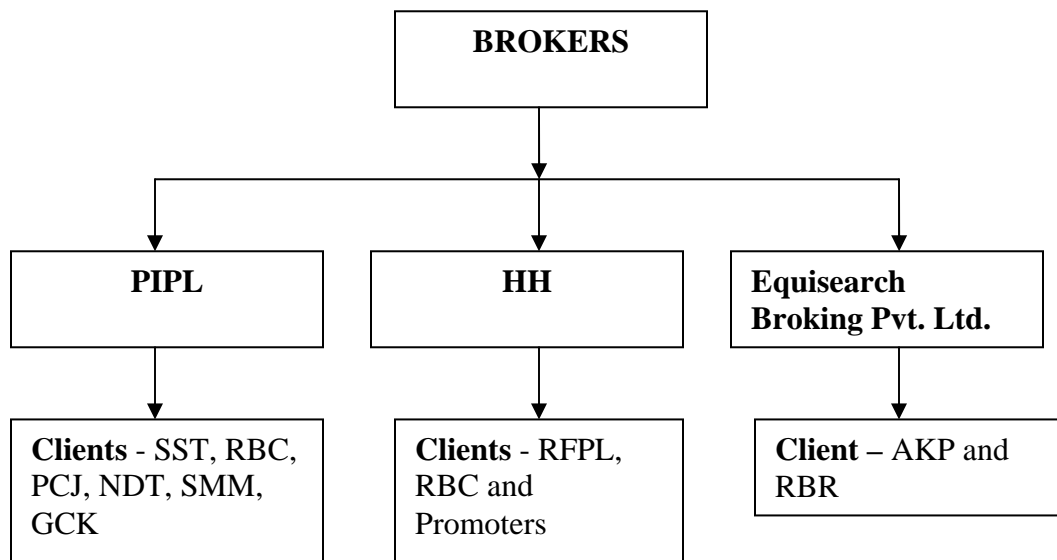 BROKERS
PIPL
HH
Equisearch
Broking Pvt. Ltd.
Clients - SST, RBC,
PCJ, NDT, SMM,
GCK
Clients - RFPL,
RBC and
Promoters
Client – AKP and
RBR